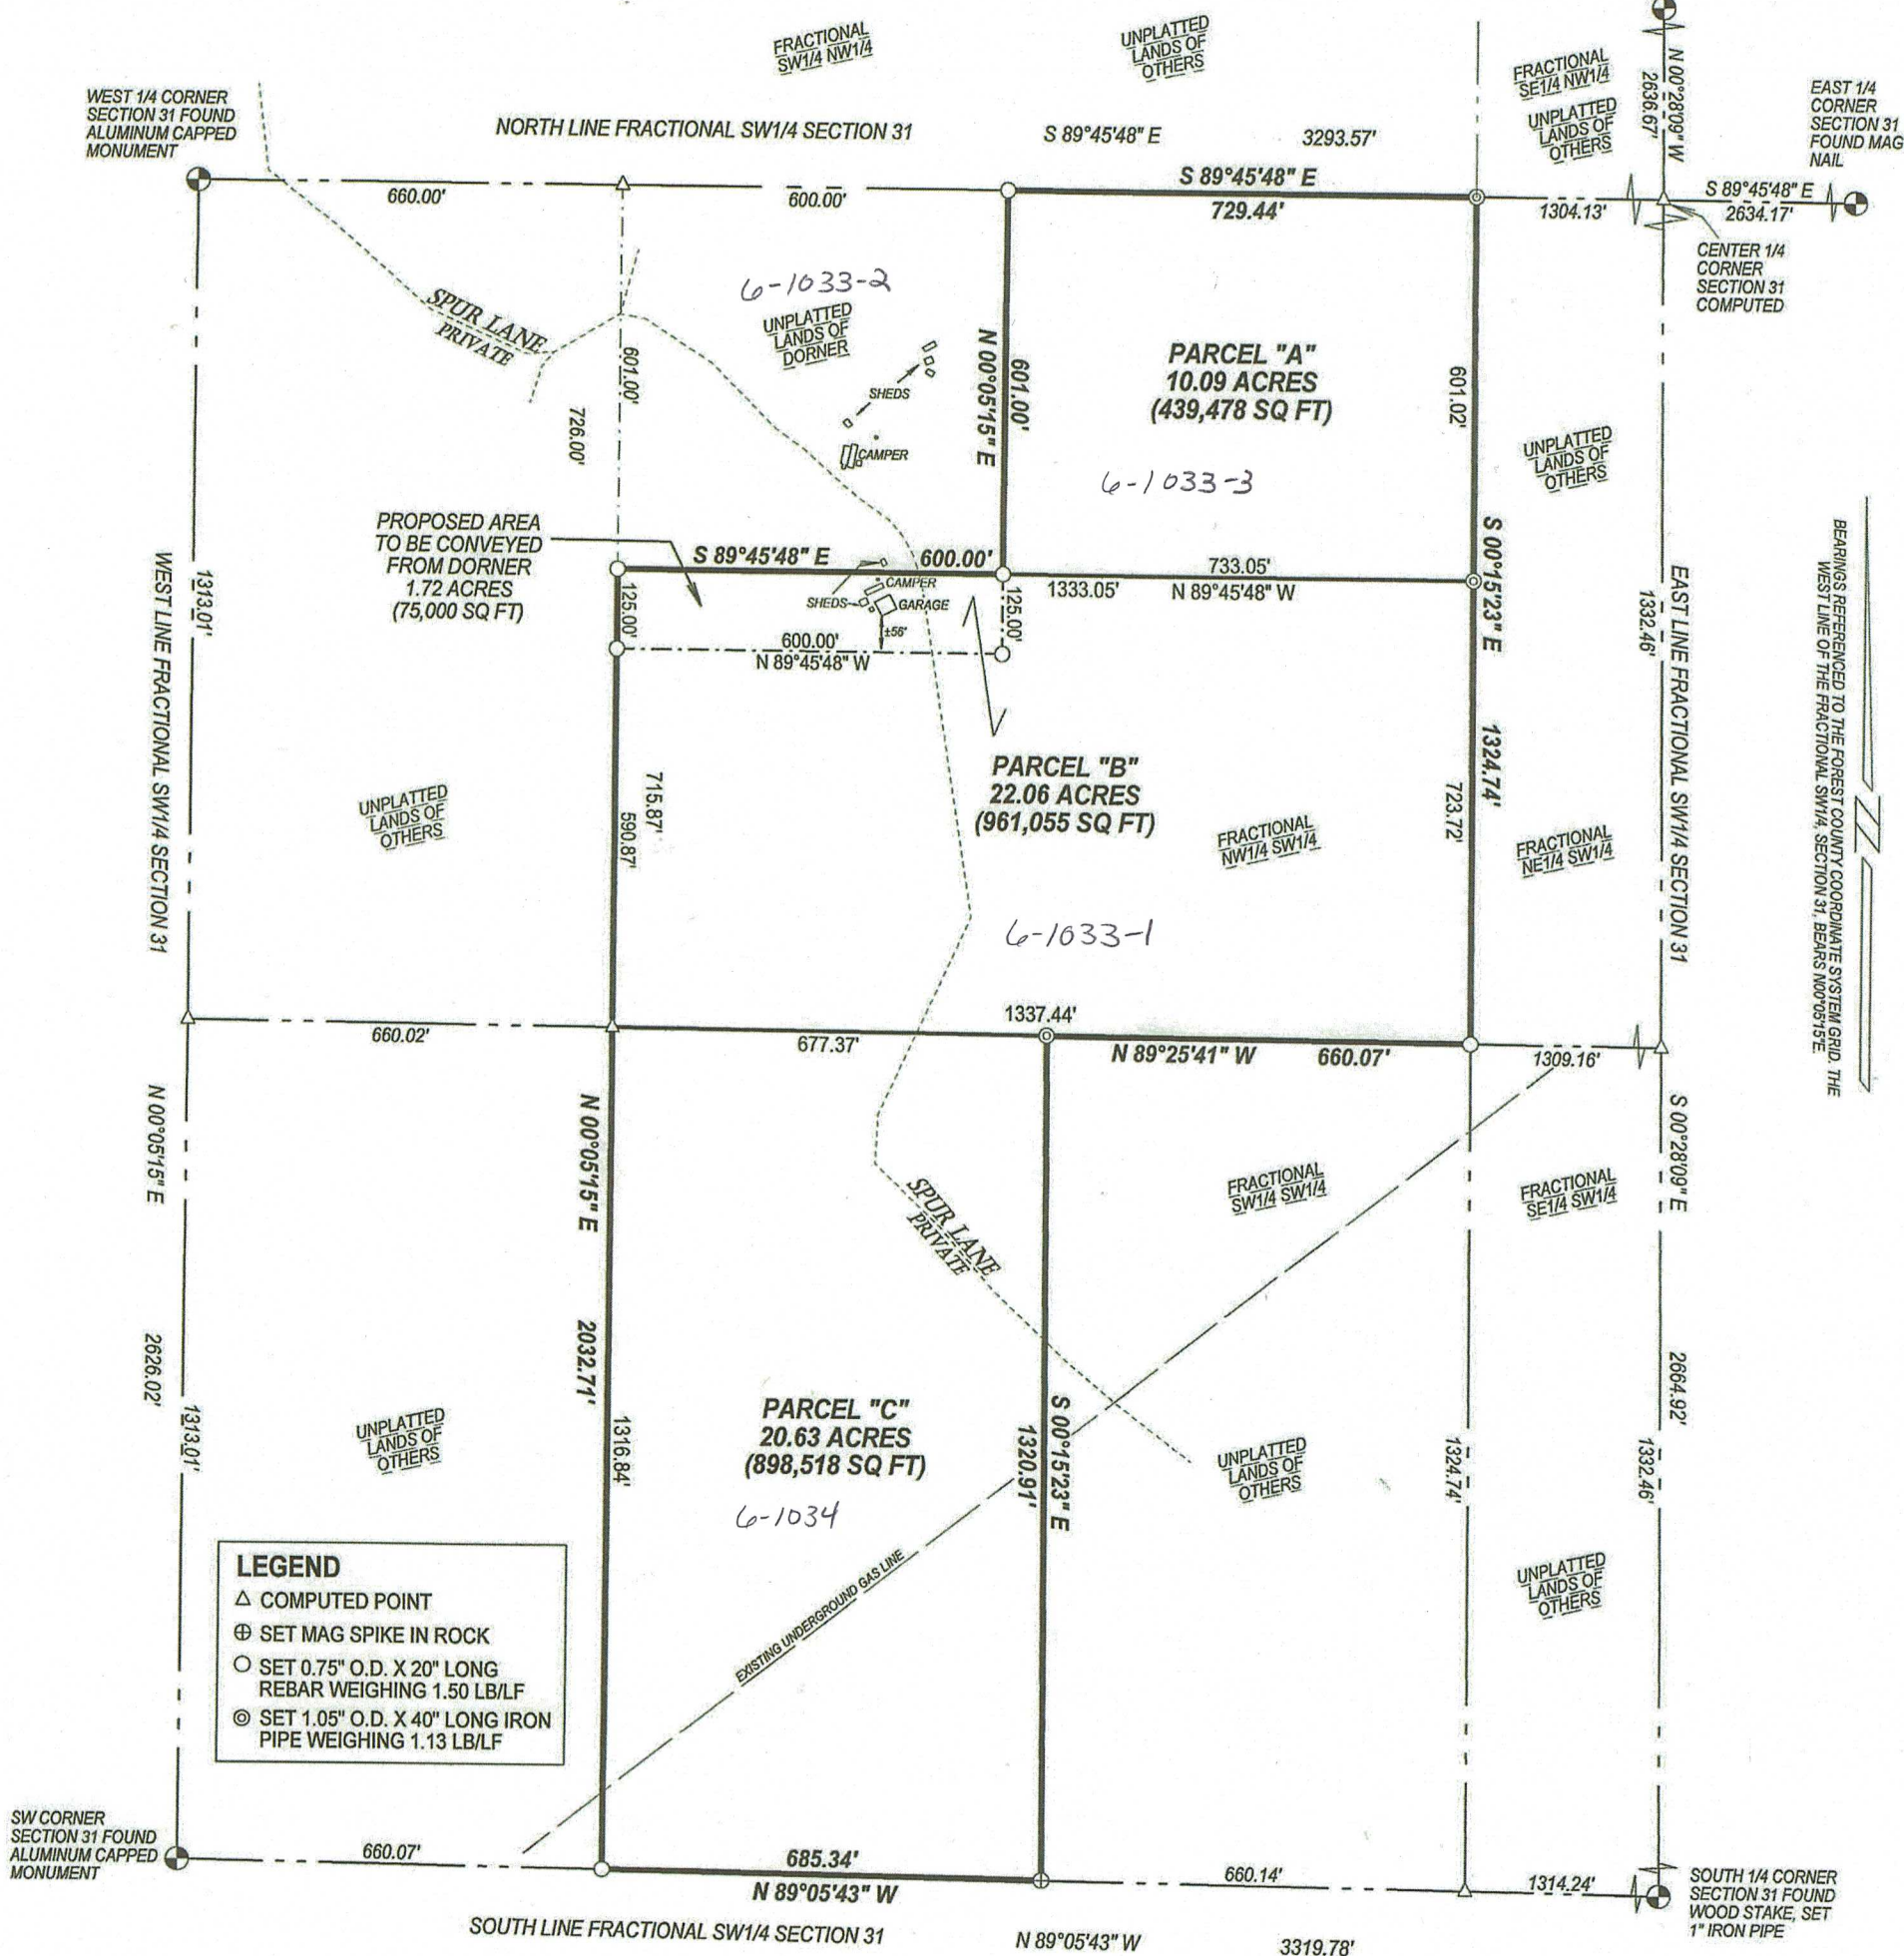 FRACTIONAL
SW1/4 NW1/4
UNPLATTED
LANDS OF
OTHERS
FRACTIONAL
SE1/4 NW1/4
UNPLATTED
LANDS OF
OTHERS
N 00°28'09" W
2636.67'
WEST 1/4 CORNER
SECTION 31 FOUND
ALUMINUM CAPPED
MONUMENT
EAST 1/4
CORNER
SECTION 31
FOUND MAG
NAIL
NORTH LINE FRACTIONAL SW1/4 SECTION 31
S 89°45'48" E 3293.57'
660.00'
600.00'
S 89°45'48" E
729.44'
1304.13'
S 89°45'48" E
2634.17'
CENTER 1/4
CORNER
SECTION 31
COMPUTED
SPUR LANE
PRIVATE
6-1033-2
UNPLATTED
LANDS OF
DORNER
SHEDS
CAMPER
601.00'
726.00'
N 00°05'15" E
601.00'
PARCEL "A"
10.09 ACRES
(439,478 SQ FT)
6-1033-3
601.02'
UNPLATTED
LANDS OF
OTHERS
PROPOSED AREA
TO BE CONVEYED
FROM DORNER
1.72 ACRES
(75,000 SQ FT)
S 89°45'48" E 600.00'
733.05'
1333.05' N 89°45'48" W
CAMPER
SHEDS
GARAGE
±56'
125.00'
125.00'
600.00'
N 89°45'48" W
S 00°15'23" E
1324.74'
723.72'
WEST LINE FRACTIONAL SW1/4 SECTION 31
1313.01'
EAST LINE FRACTIONAL SW1/4 SECTION 31
1332.46'
BEARINGS REFERENCED TO THE FOREST COUNTY COORDINATE SYSTEM GRID. THE
WEST LINE OF THE FRACTIONAL SW1/4, SECTION 31, BEARS N00°05'15"E.
N
UNPLATTED
LANDS OF
OTHERS
715.87'
590.87'
PARCEL "B"
22.06 ACRES
(961,055 SQ FT)
FRACTIONAL
NW1/4 SW1/4
FRACTIONAL
NE1/4 SW1/4
6-1033-1
660.02'
677.37'
1337.44'
N 89°25'41" W 660.07'
1309.16'
N 00°05'15" E
2626.02'
1313.01'
N 00°05'15" E
2032.71'
1316.84'
SPUR LANE
PRIVATE
FRACTIONAL
SW1/4 SW1/4
FRACTIONAL
SE1/4 SW1/4
S 00°28'09" E
2664.92'
1332.46'
UNPLATTED
LANDS OF
OTHERS
PARCEL "C"
20.63 ACRES
(898,518 SQ FT)
6-1034
S 00°15'23" E
1320.91'
UNPLATTED
LANDS OF
OTHERS
1324.74'
EXISTING UNDERGROUND GAS LINE
UNPLATTED
LANDS OF
OTHERS
LEGEND
COMPUTED POINT
SET MAG SPIKE IN ROCK
SET 0.75" O.D. X 20" LONG
REBAR WEIGHING 1.50 LB/LF
SET 1.05" O.D. X 40" LONG IRON
PIPE WEIGHING 1.13 LB/LF
SW CORNER
SECTION 31 FOUND
ALUMINUM CAPPED
MONUMENT
660.07'
685.34'
N 89°05'43" W
660.14'
1314.24'
SOUTH 1/4 CORNER
SECTION 31 FOUND
WOOD STAKE, SET
1" IRON PIPE
SOUTH LINE FRACTIONAL SW1/4 SECTION 31
N 89°05'43" W 3319.78'